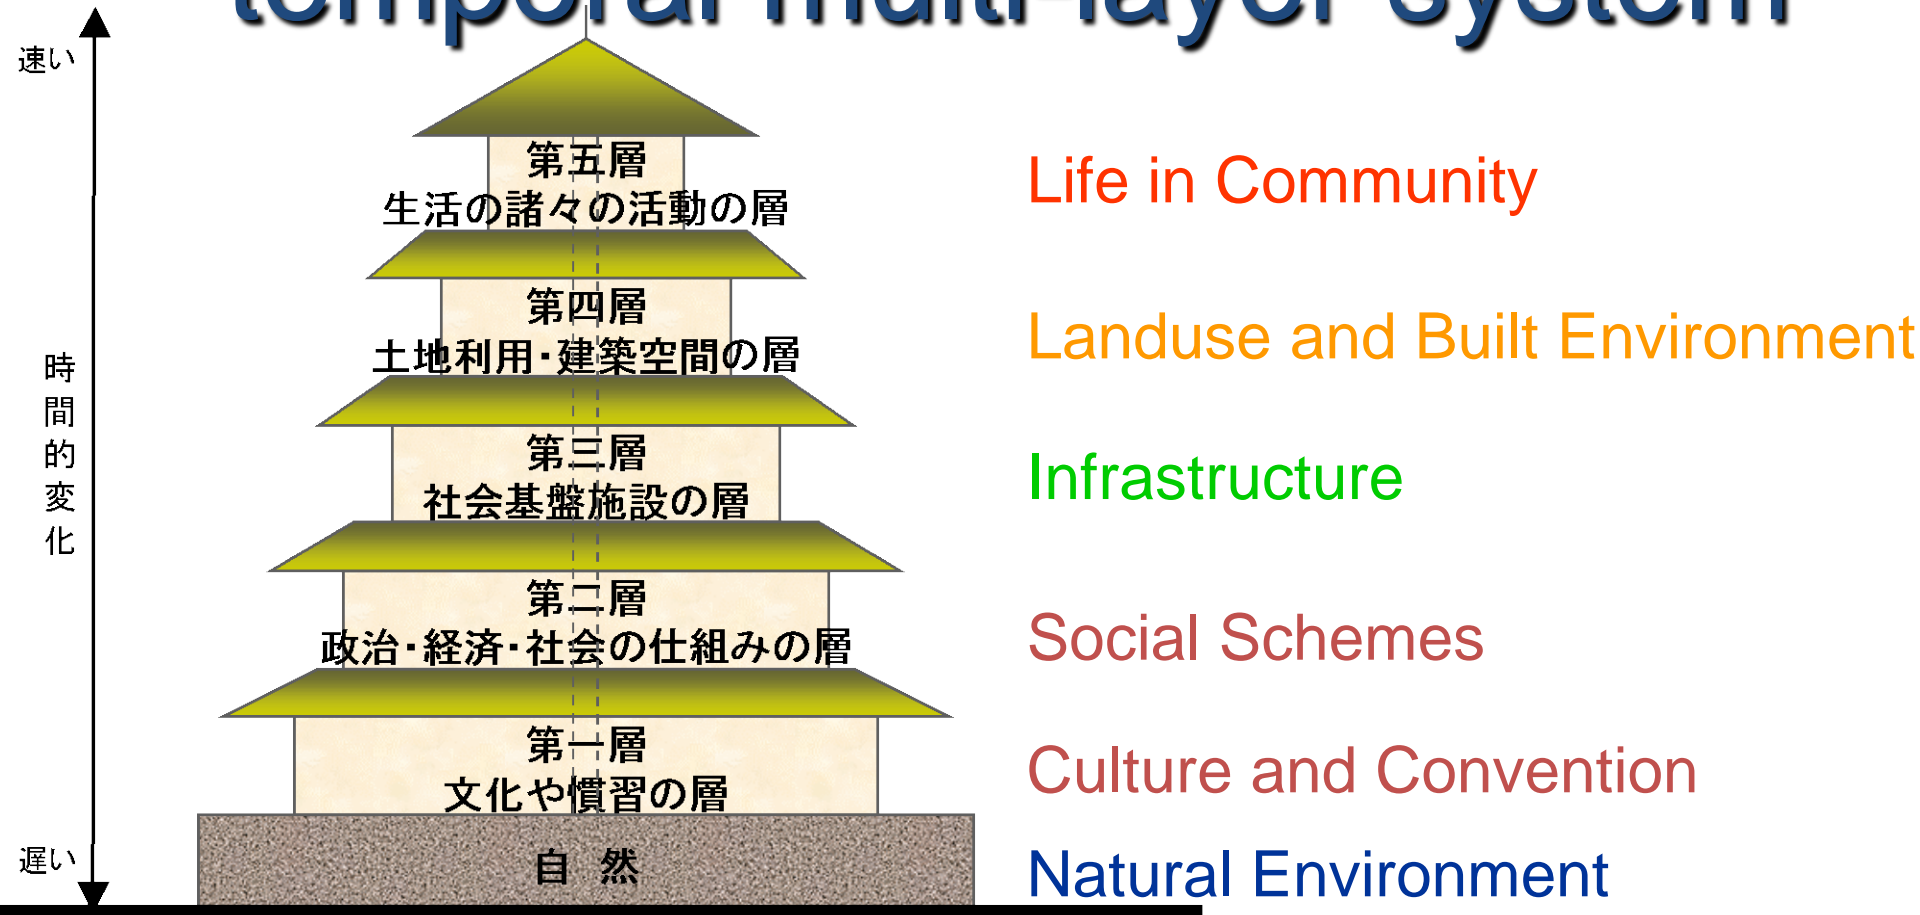 temporal multi-layer system
速い
時間的変化
遅い
第五層
生活の諸々の活動の層
第四層
土地利用・建築空間の層
第三層
社会基盤施設の層
第二層
政治・経済・社会の仕組みの層
第一層
文化や慣習の層
自 然
Life in Community
Landuse and Built Environment
Infrastructure
Social Schemes
Culture and Convention
Natural Environment